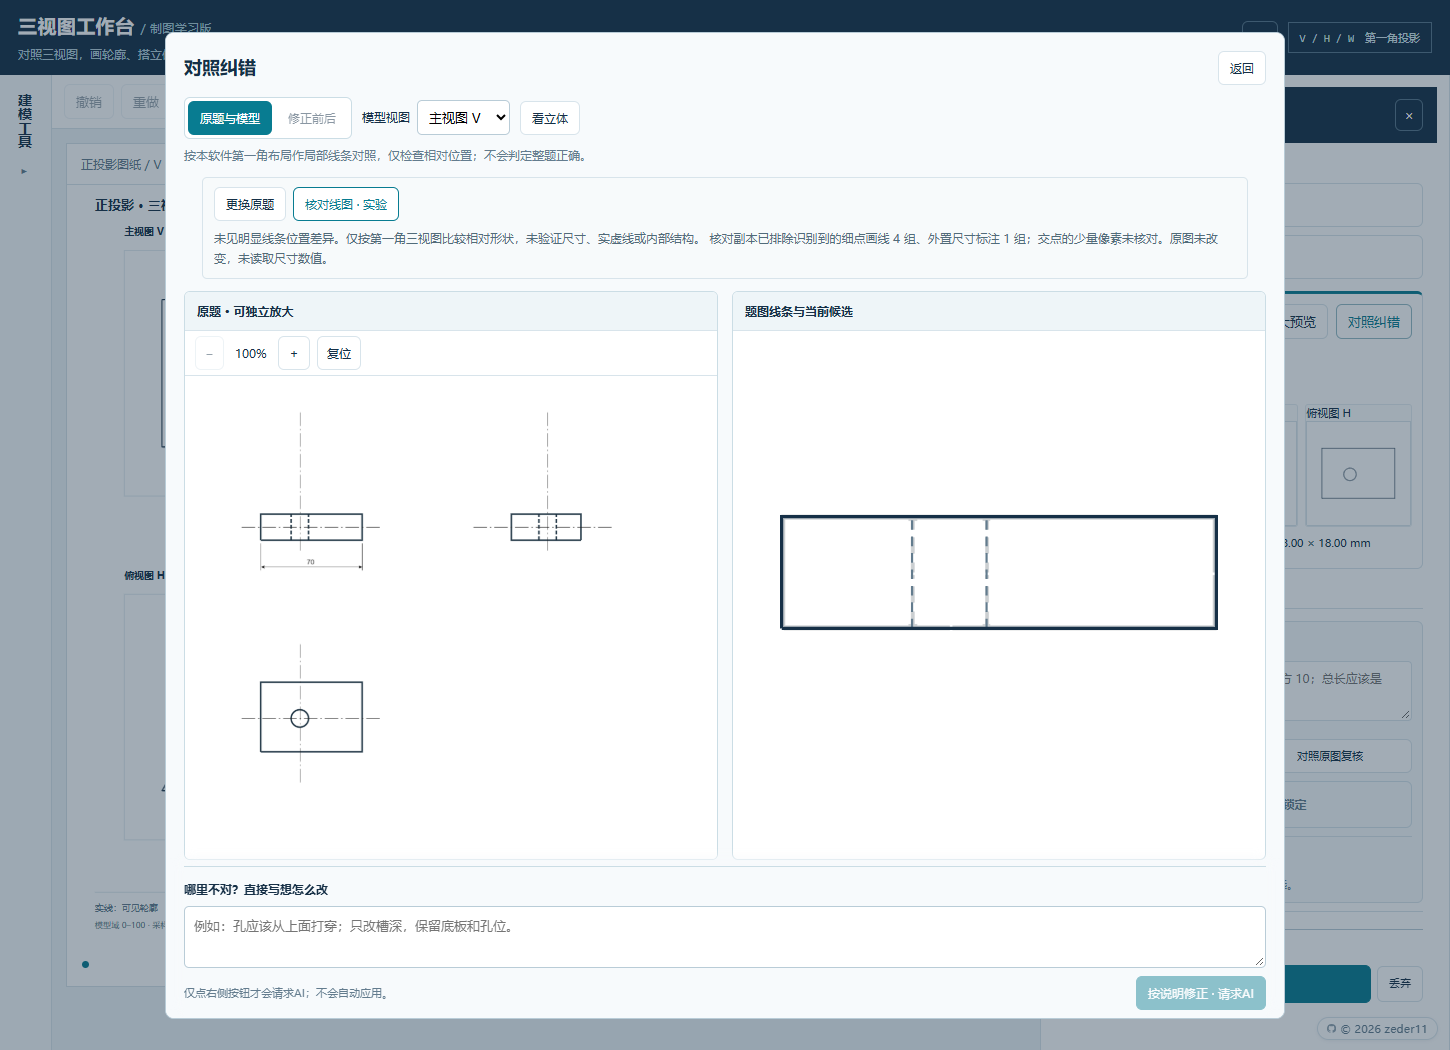 三视图工作台 / 制图学习版
对照三视图，画轮廓、搭立体
V / H / W 第一角投影
建模工具
▸
撤销 重做
正投影图纸 / V
正投影 • 三视
主视图 V
俯视图 H
实线：可见轮廓
模型域 0–100 · 采样
对照纠错
返回
原题与模型 修正前后 模型视图 主视图 V 看立体
按本软件第一角布局作局部线条对照，仅检查相对位置；不会判定整题正确。
更换原题 核对线图 · 实验
未见明显线条位置差异。仅按第一角三视图比较相对形状，未验证尺寸、实虚线或内部结构。 核对副本已排除识别到的细点画线 4 组、外置尺寸标注 1 组；交点的少量像素未核对。原图未改
变，未读取尺寸数值。
原题 • 可独立放大
− 100% + 复位
70
题图线条与当前候选
哪里不对？直接写想怎么改
例如：孔应该从上面打穿；只改槽深，保留底板和孔位。
仅点右侧按钮才会请求AI；不会自动应用。
按说明修正 · 请求AI
×
预览 对照纠错
俯视图 H
.00 × 18.00 mm
10；总长应该是
对照原图复核
锁定
丢弃
© 2026 zeder11